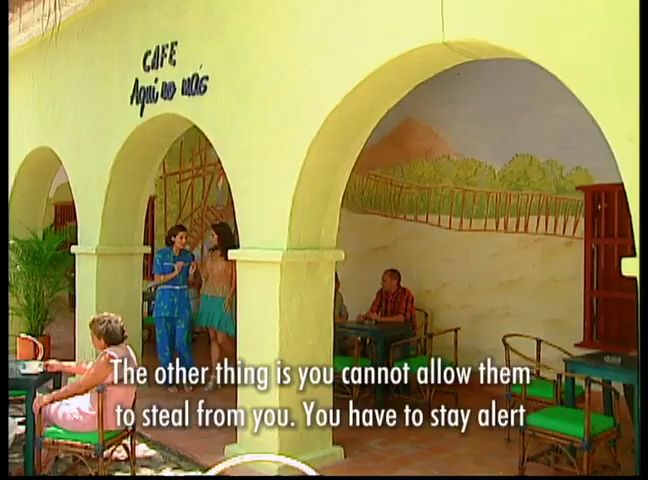 CAFE
Aquí no más
The other thing is you cannot allow them
to steal from you. You have to stay alert